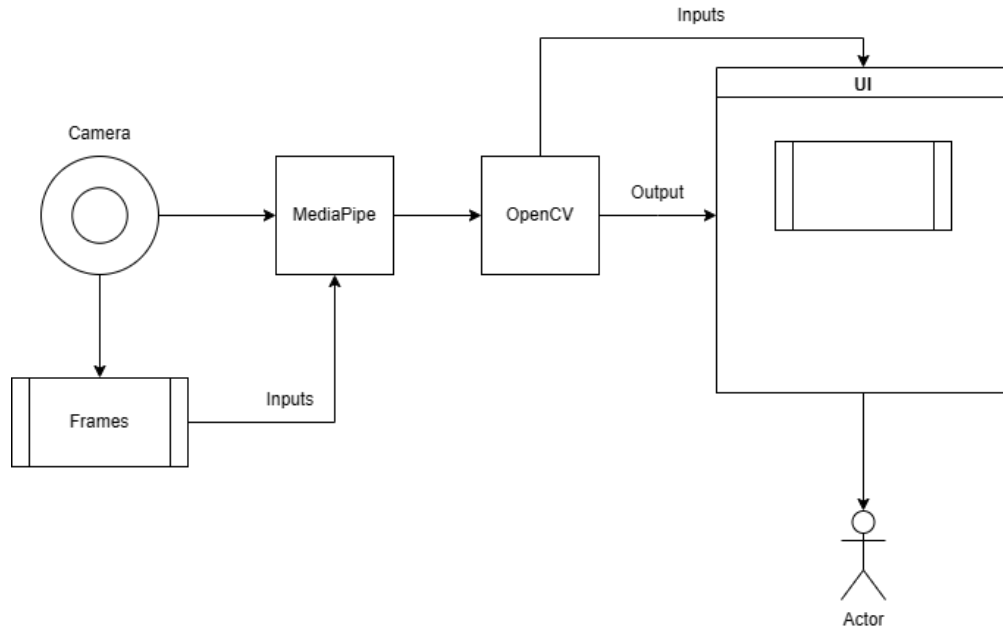 Inputs
UI
Camera
MediaPipe
OpenCV
Output
Frames
Inputs
Actor